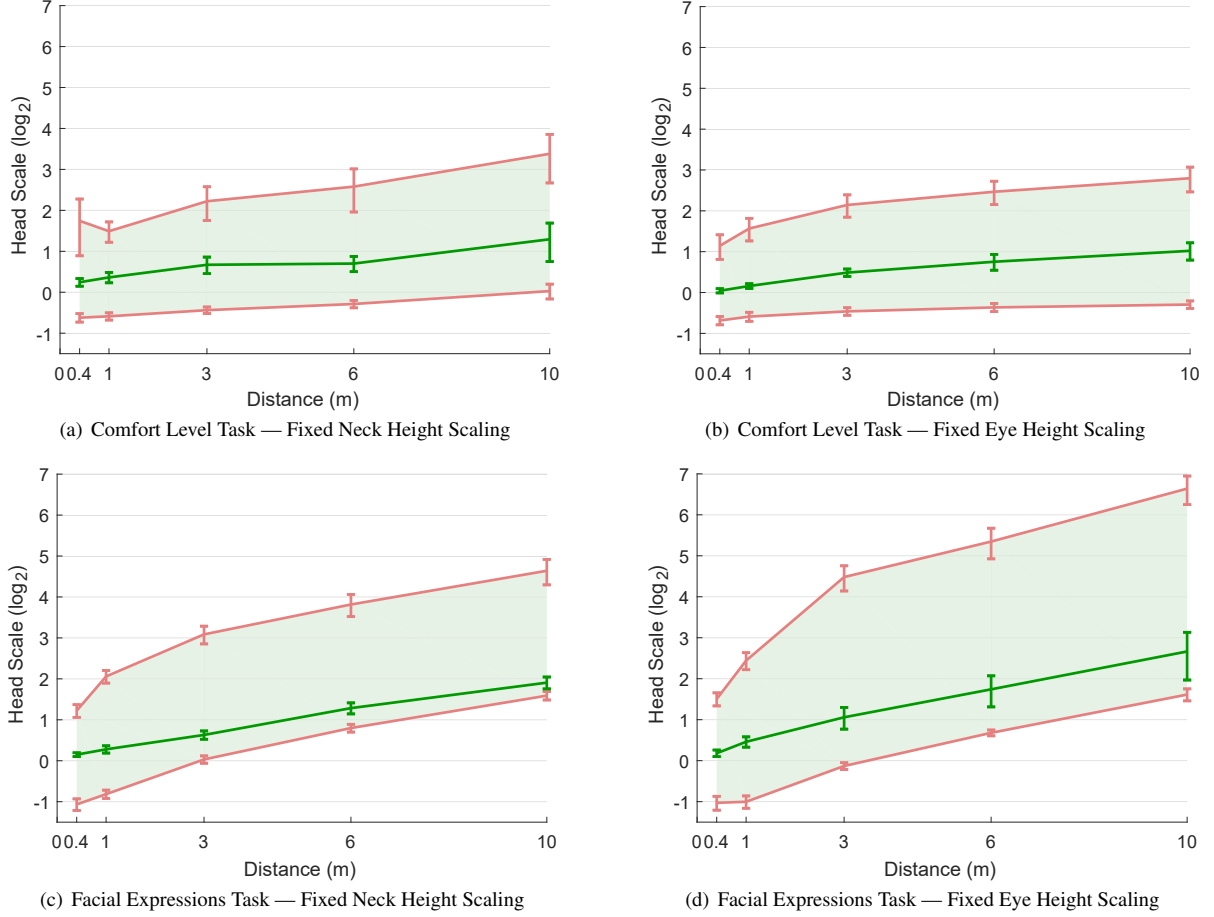 7
6
5
4
3
2
1
0
-1
Head Scale (log2)
0 0.4 1 3 6 10
Distance (m)
(a) Comfort Level Task — Fixed Neck Height Scaling
7
6
5
4
3
2
1
0
-1
Head Scale (log2)
0 0.4 1 3 6 10
Distance (m)
(b) Comfort Level Task — Fixed Eye Height Scaling
7
6
5
4
3
2
1
0
-1
Head Scale (log2)
0 0.4 1 3 6 10
Distance (m)
(c) Facial Expressions Task — Fixed Neck Height Scaling
7
6
5
4
3
2
1
0
-1
Head Scale (log2)
0 0.4 1 3 6 10
Distance (m)
(d) Facial Expressions Task — Fixed Eye Height Scaling